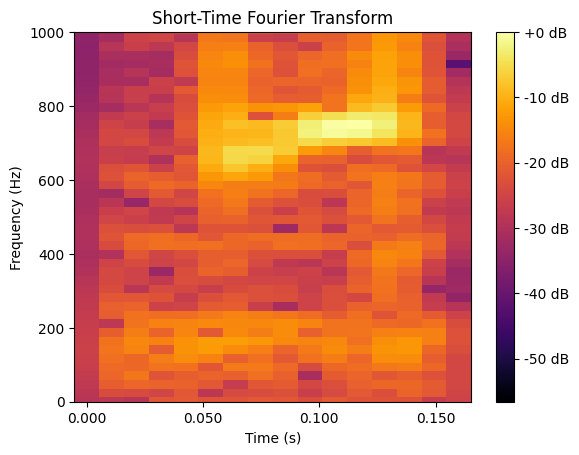 Short-Time Fourier Transform
1000
800
600
400
200
0
Frequency (Hz)
0.000
0.050
0.100
0.150
Time (s)
+0 dB
-10 dB
-20 dB
-30 dB
-40 dB
-50 dB